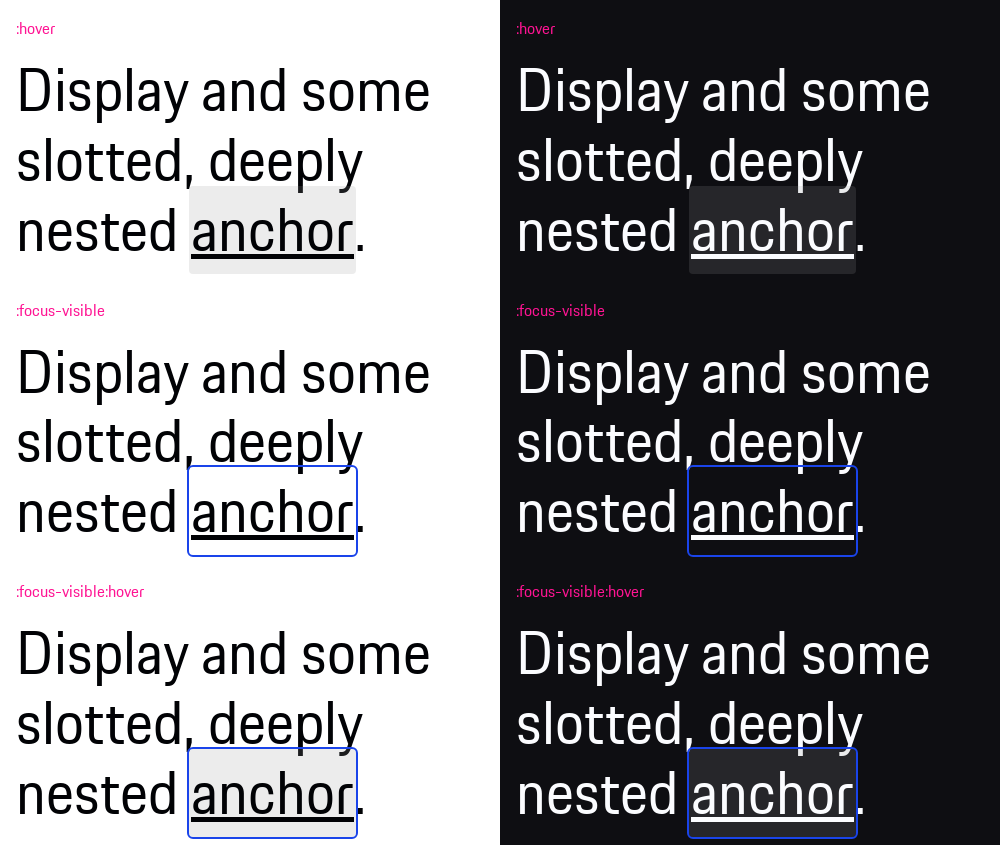 :hover
Display and some
slotted, deeply
nested anchor.
:focus-visible
Display and some
slotted, deeply
nested anchor.
:focus-visible:hover
Display and some
slotted, deeply
nested anchor.
:hover
Display and some
slotted, deeply
nested anchor.
:focus-visible
Display and some
slotted, deeply
nested anchor.
:focus-visible:hover
Display and some
slotted, deeply
nested anchor.